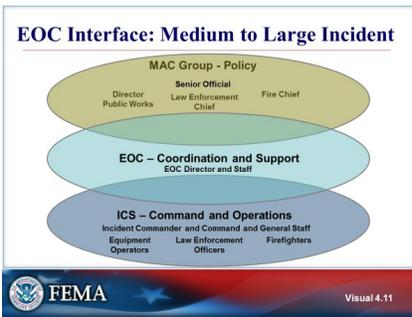 EOC Interface: Medium to Large Incident
MAC Group - Policy
Senior Official
Director
Public Works
Law Enforcement
Chief
Fire Chief
EOC – Coordination and Support
EOC Director and Staff
ICS – Command and Operations
Incident Commander and Command and General Staff
Equipment
Operators
Law Enforcement
Officers
Firefighters
FEMA
Visual 4.11